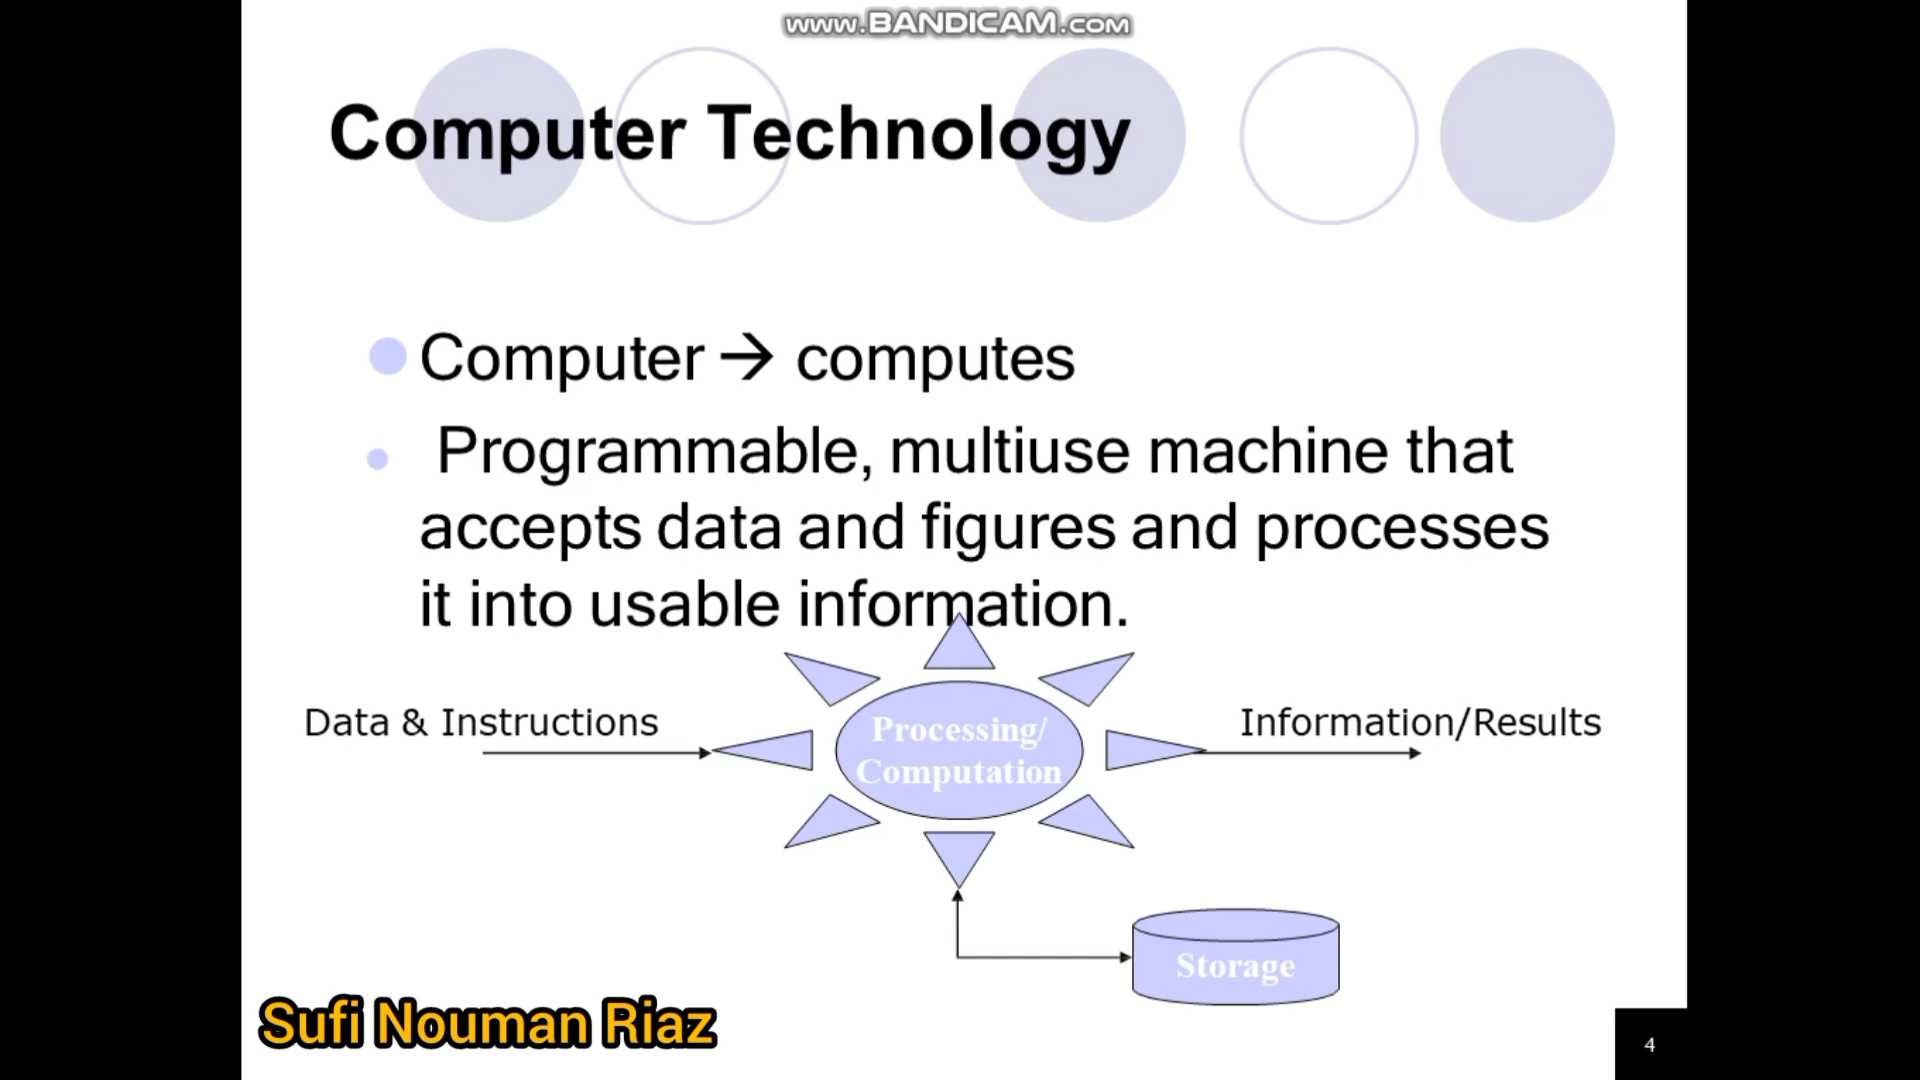 www.BANDICAM.com
Computer Technology
Computer → computes
Programmable, multiuse machine that
accepts data and figures and processes
it into usable information.
Data & Instructions
Processing/
Computation
Information/Results
Storage
Sufi Nouman Riaz
4